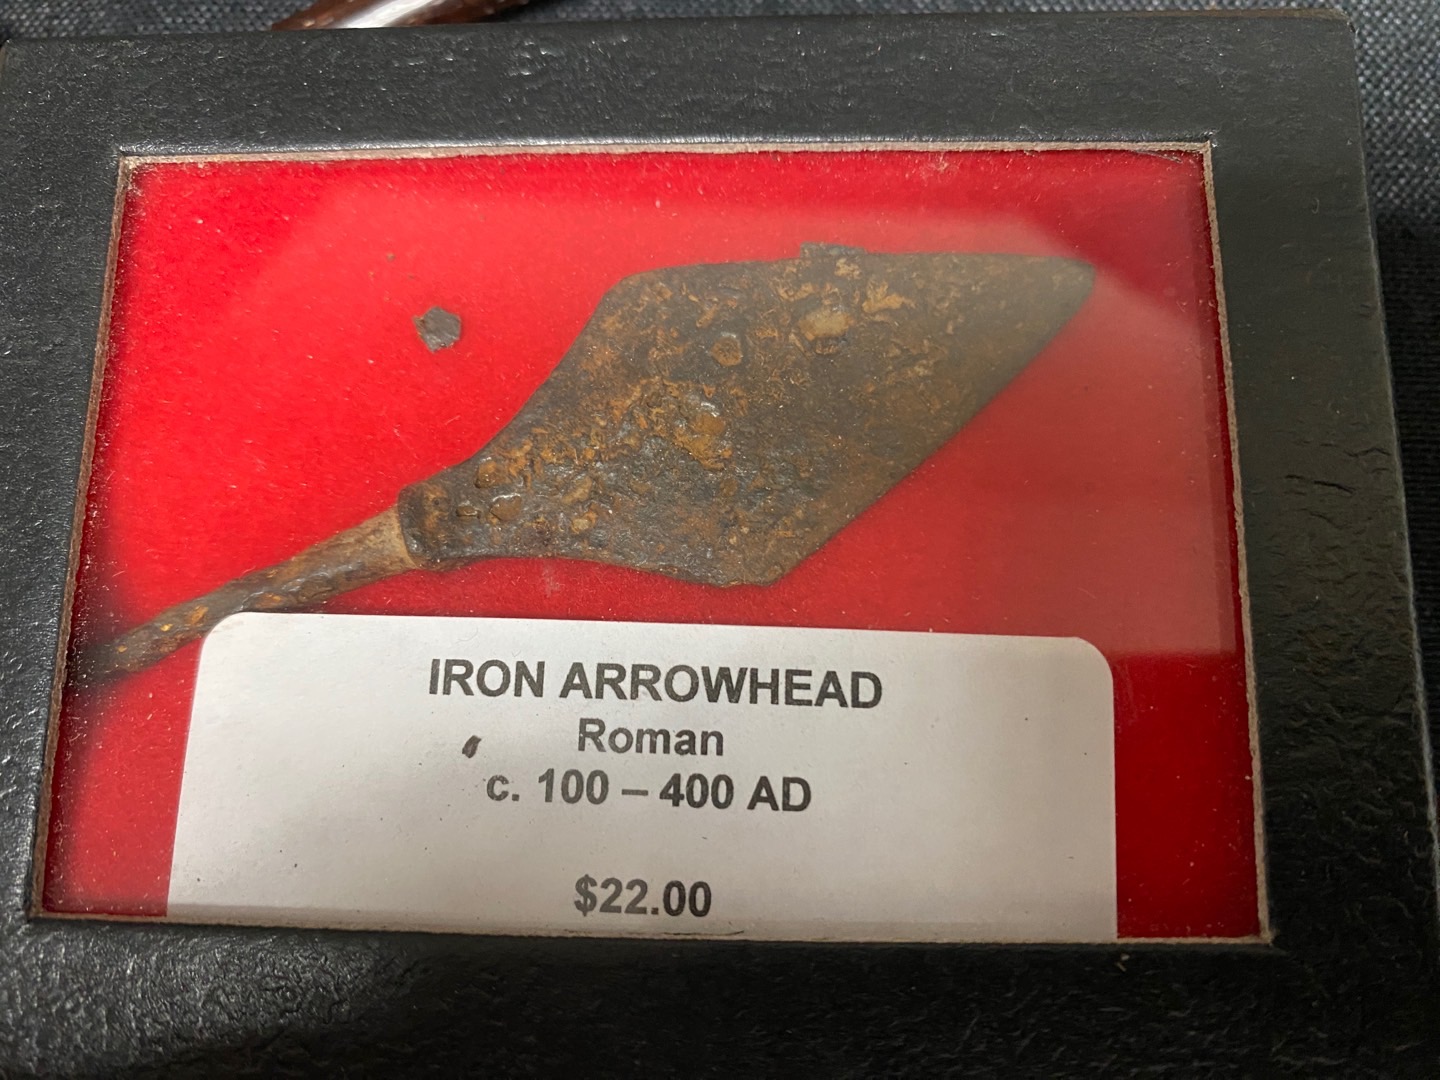 IRON ARROWHEAD
Roman
c. 100 – 400 AD
$22.00